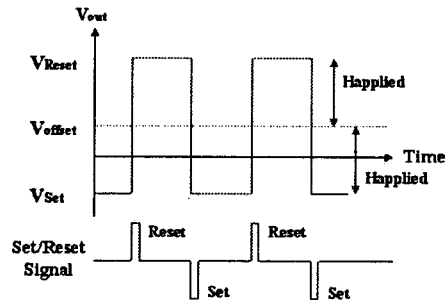 Vout
VReset
Happlied
Voffset
Time
Happlied
VSet
Set/Reset
Signal
Reset
Reset
Set
Set